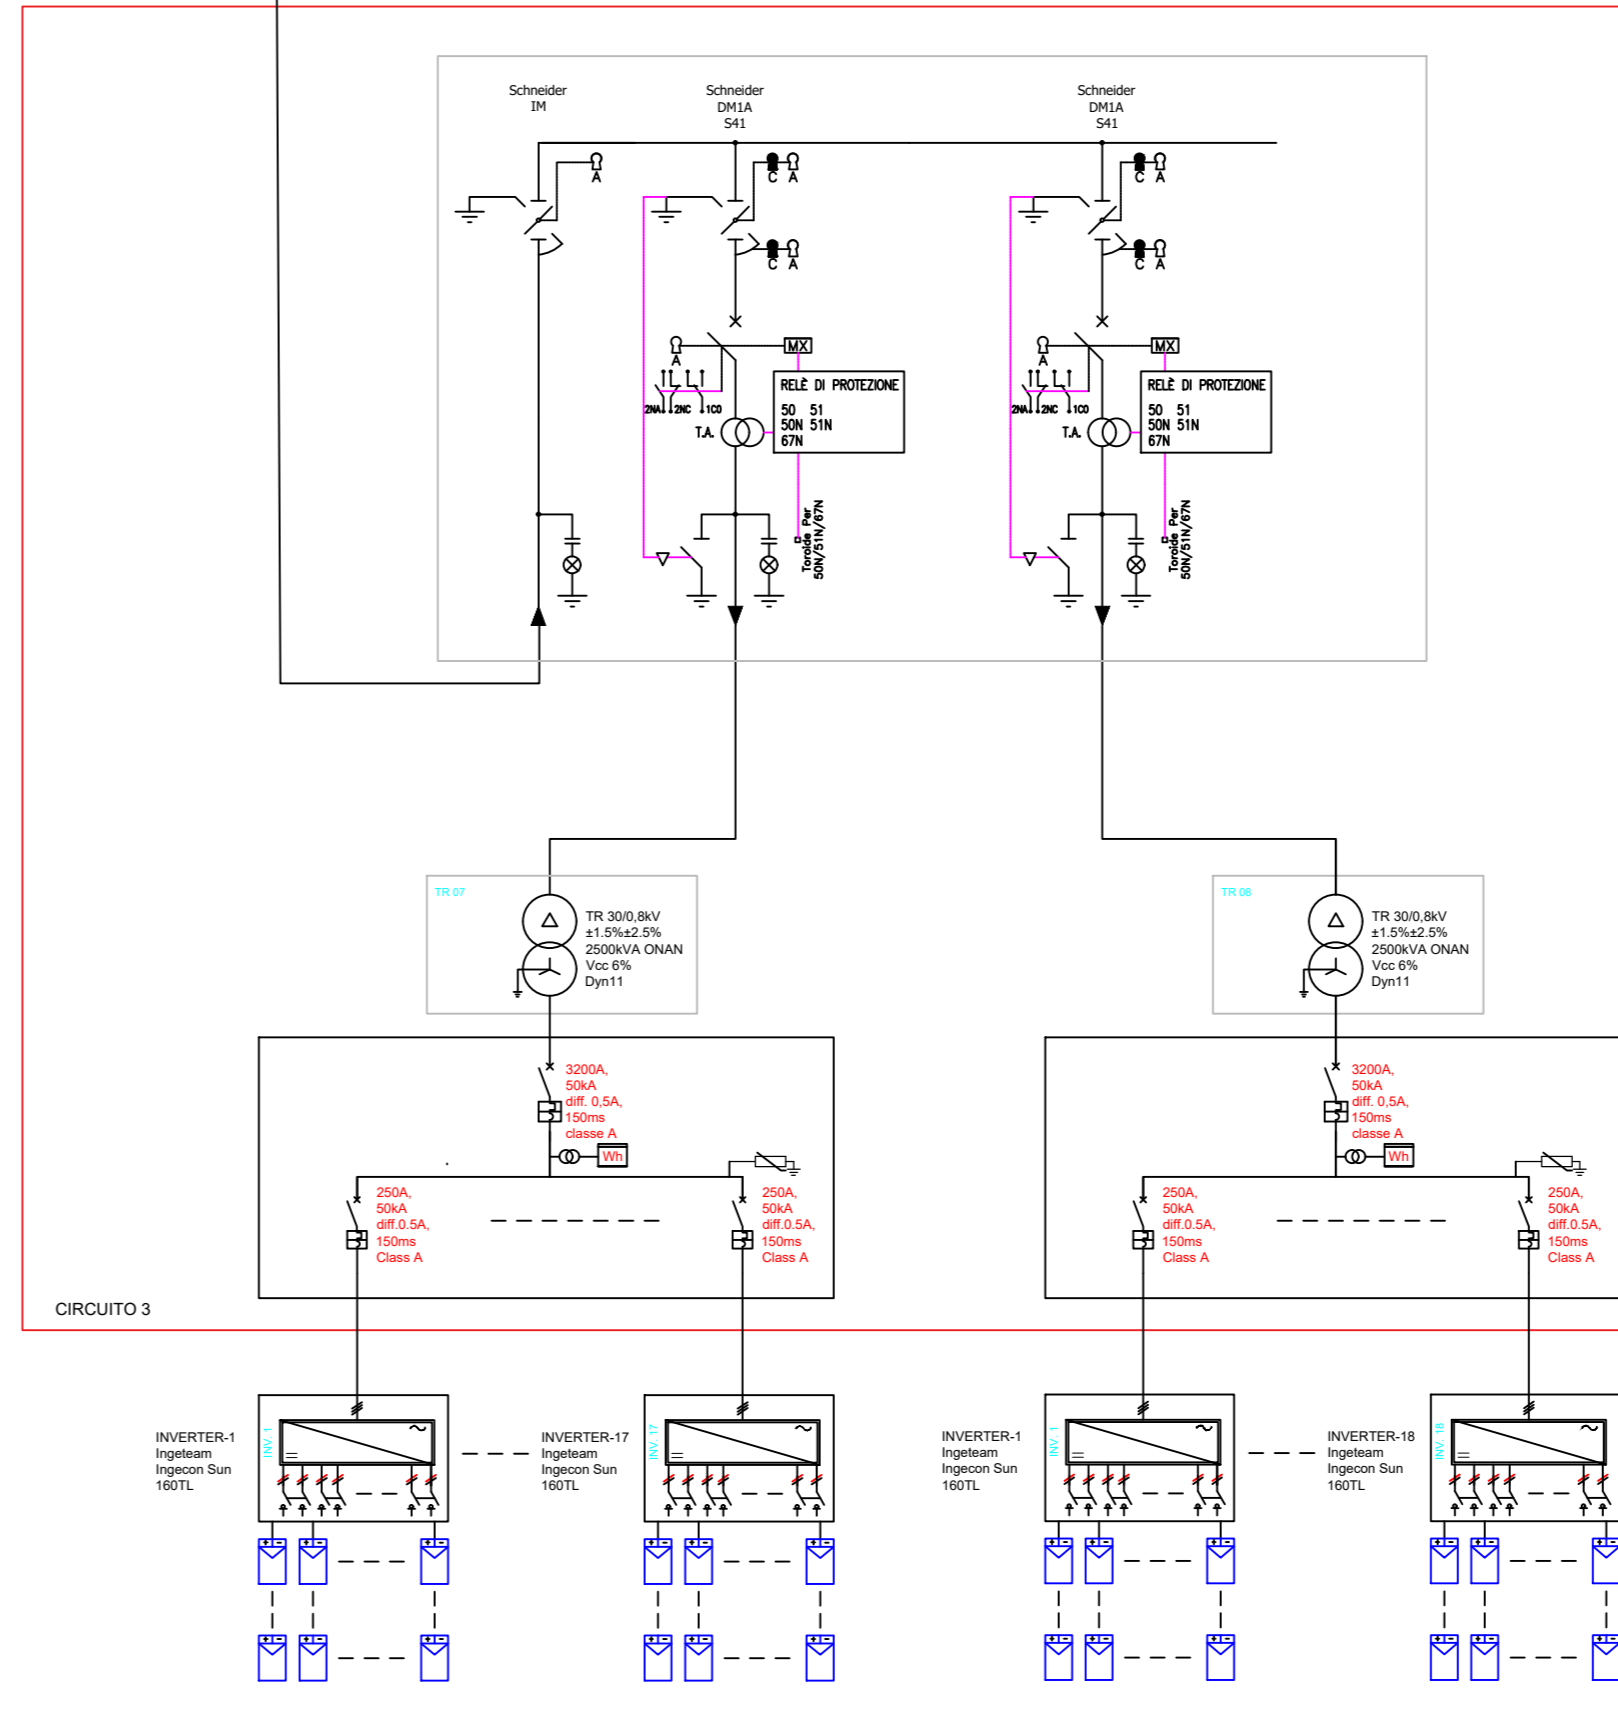 Schneider
IM
Schneider
DM1A
S41
Schneider
DM1A
S41
A
C A
C A
C A
C A
A
MX
RELÈ DI PROTEZIONE
50 51
50N 51N
67N
2NA 2NC 1CO
T.A.
Toroide Per
50N/51N/67N
A
MX
RELÈ DI PROTEZIONE
50 51
50N 51N
67N
2NA 2NC 1CO
T.A.
Toroide Per
50N/51N/67N
TR 07
TR 30/0,8kV
±1.5%±2.5%
2500kVA ONAN
Vcc 6%
Dyn11
TR 08
TR 30/0,8kV
±1.5%±2.5%
2500kVA ONAN
Vcc 6%
Dyn11
3200A,
50kA
diff. 0,5A,
150ms
classe A
Wh
250A,
50kA
diff.0.5A,
150ms
Class A
250A,
50kA
diff.0.5A,
150ms
Class A
3200A,
50kA
diff. 0,5A,
150ms
classe A
Wh
250A,
50kA
diff.0.5A,
150ms
Class A
250A,
50kA
diff.0.5A,
150ms
Class A
CIRCUITO 3
INVERTER-1
Ingeteam
Ingecon Sun
160TL
INV. 1
INVERTER-17
Ingeteam
Ingecon Sun
160TL
INV. 17
INVERTER-1
Ingeteam
Ingecon Sun
160TL
INV. 1
INVERTER-18
Ingeteam
Ingecon Sun
160TL
INV. 18